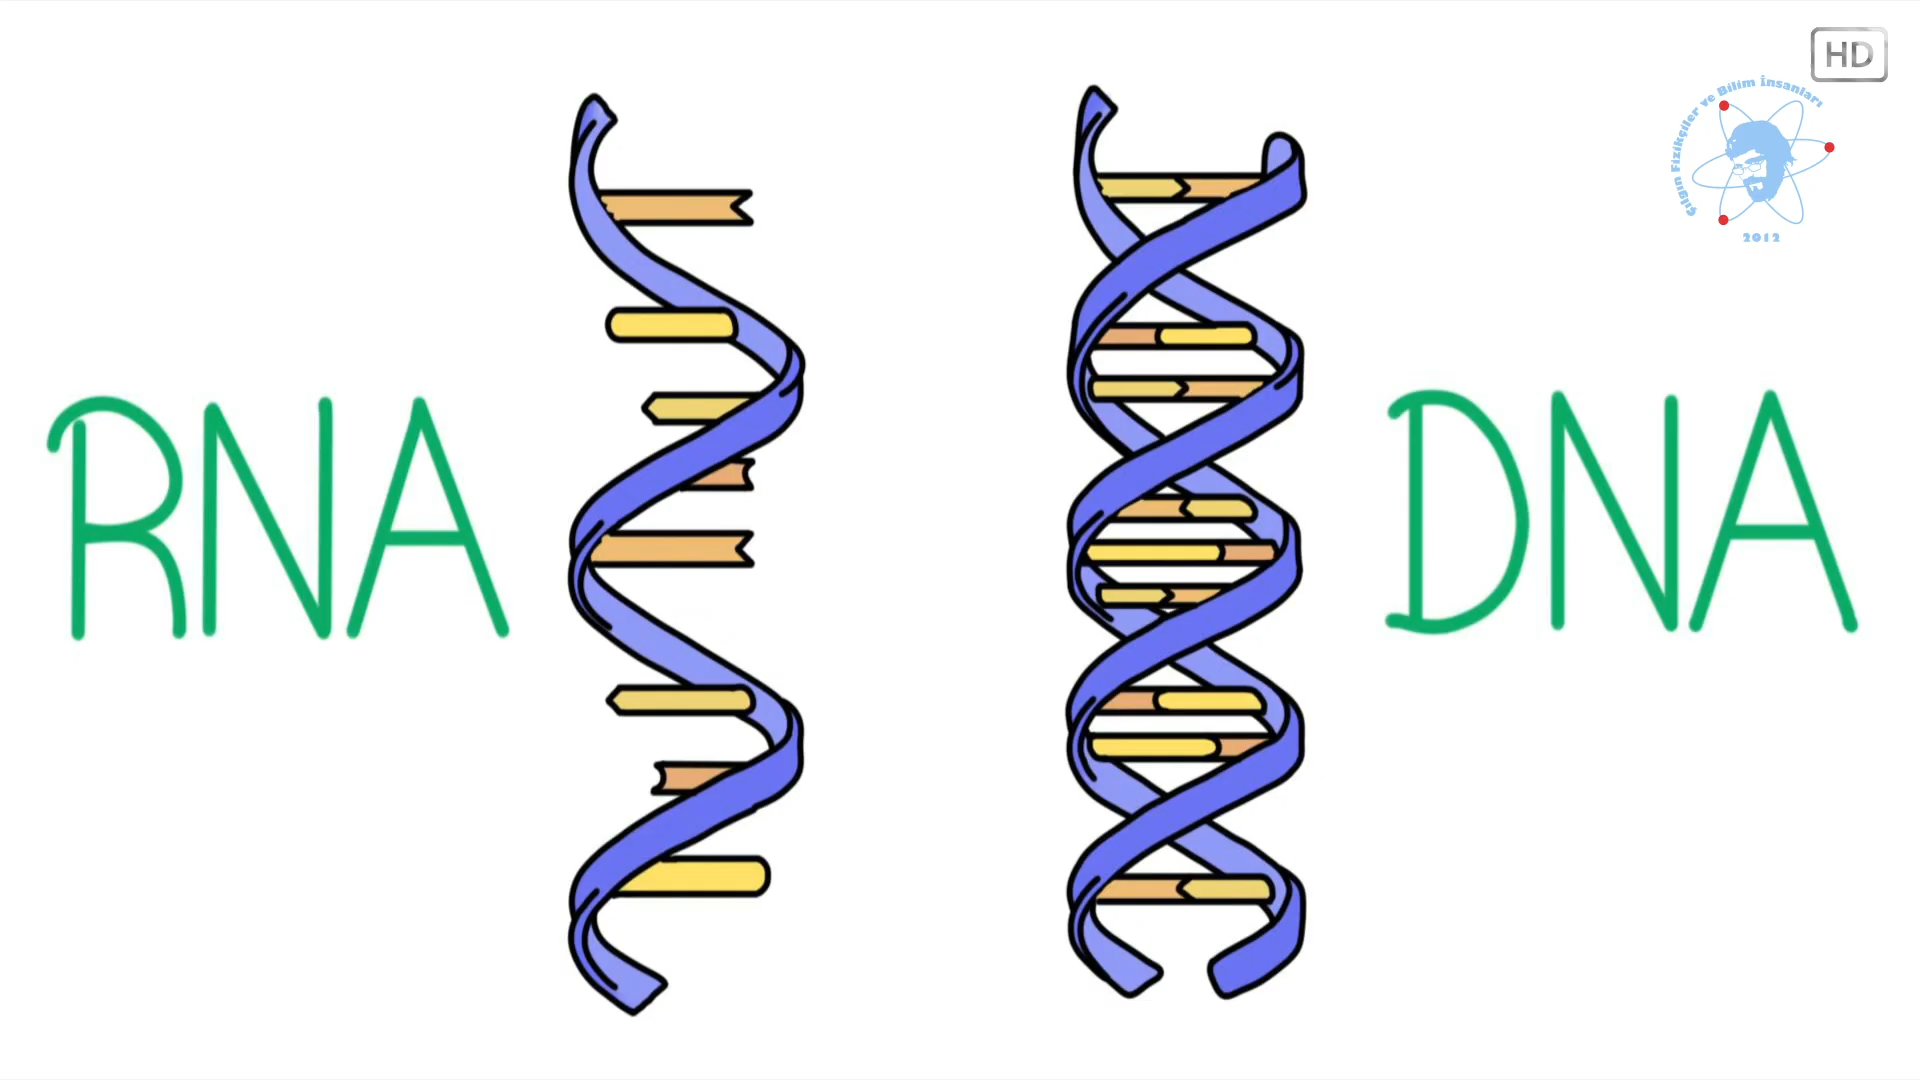 HD
Çılgın Fizikçiler ve Bilim İnsanları
2012
RNA
DNA